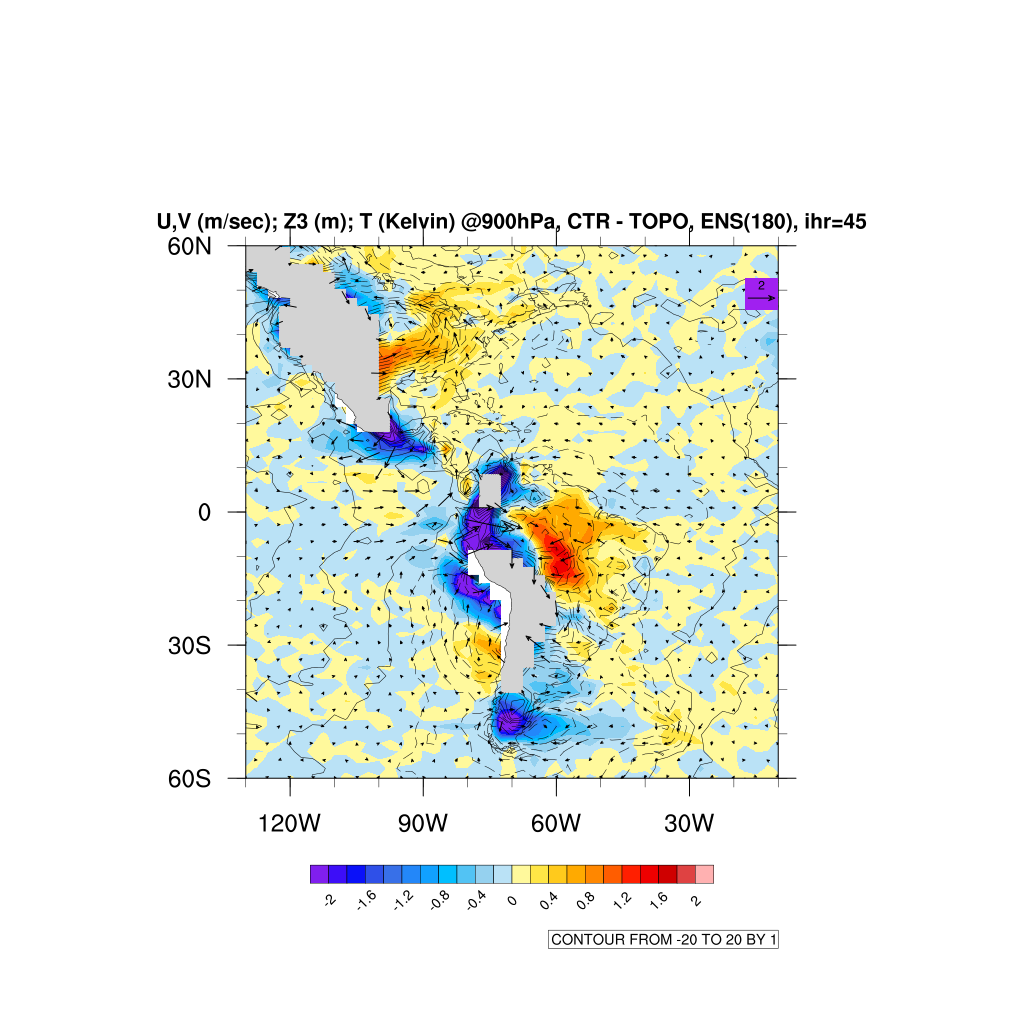 U,V (m/sec); Z3 (m); T (Kelvin) @900hPa, CTR - TOPO, ENS(180), ihr=45
60N
2
30N
0
30S
60S
120W 90W 60W 30W
-2 -1.6 -1.2 -0.8 -0.4 0 0.4 0.8 1.2 1.6 2
CONTOUR FROM -20 TO 20 BY 1